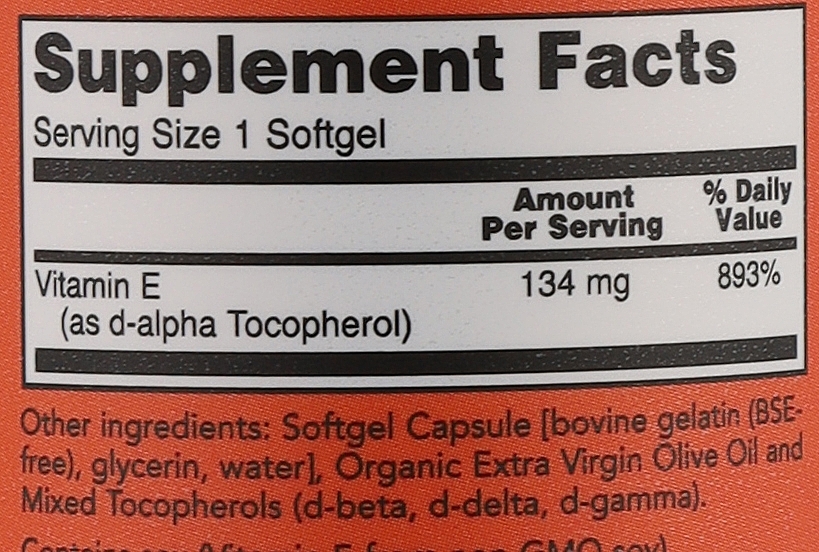 Supplement Facts
Serving Size 1 Softgel
Amount Per Serving
% Daily Value
Vitamin E 134 mg 893%
(as d-alpha Tocopherol)
Other ingredients: Softgel Capsule [bovine gelatin (BSE-
free), glycerin, water], Organic Extra Virgin Olive Oil and
Mixed Tocopherols (d-beta, d-delta, d-gamma).
Contains soy